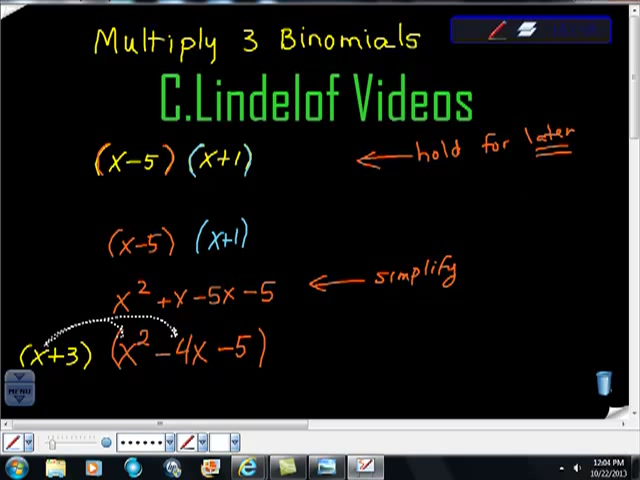 Multiply 3 Binomials
C.Lindelof Videos
(x-5) (x+1) ← hold for later
(x-5) (x+1)
x² +x -5x -5 ← simplify
(x+3) (x² -4x -5)
MENU
12:04 PM
10/22/2013